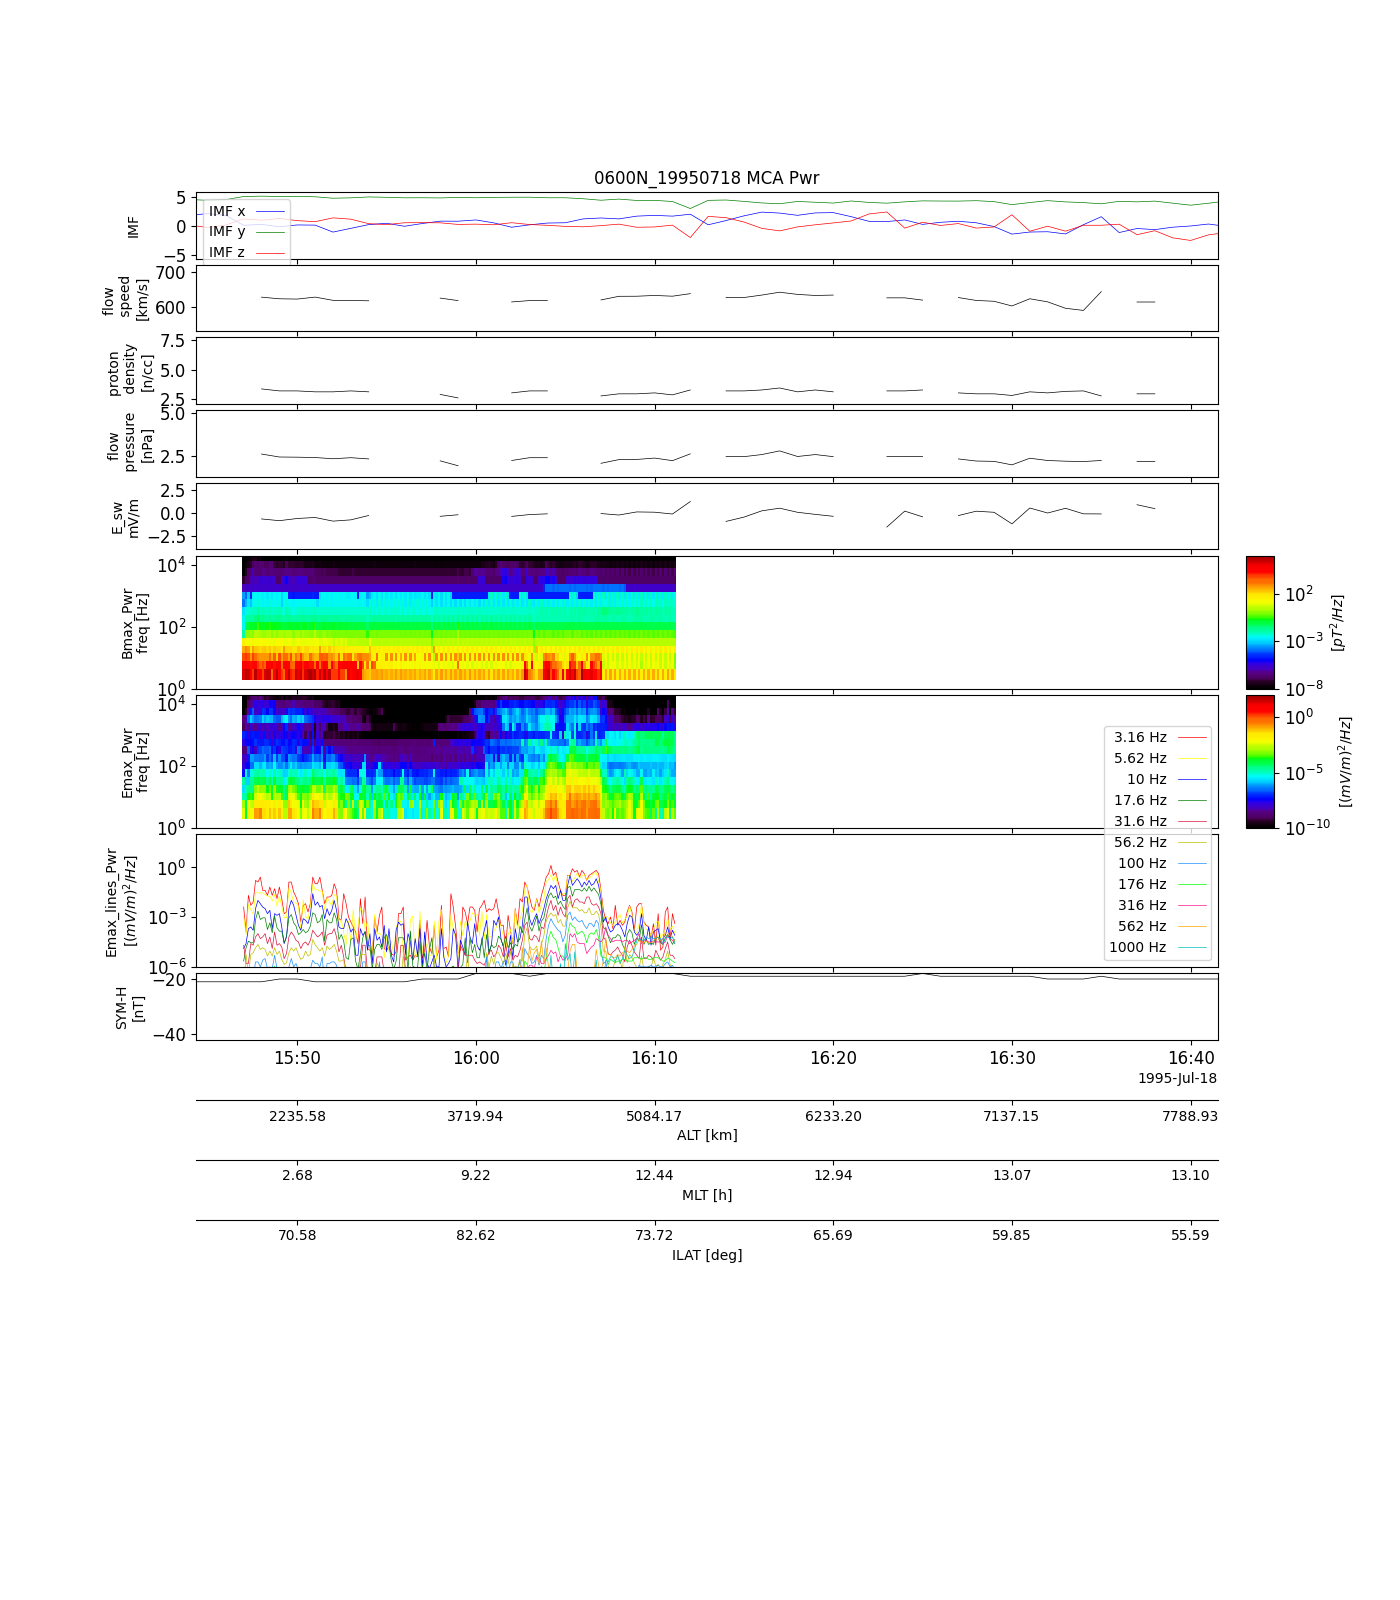 0600N_19950718 MCA Pwr
IMF
5
0
−5
IMF x
IMF y
IMF z
flow
speed
[km/s]
700
600
proton
density
[n/cc]
7.5
5.0
2.5
flow
pressure
[nPa]
5.0
2.5
E_sw
mV/m
2.5
0.0
−2.5
Bmax_Pwr
freq [Hz]
10^4
10^2
10^0
10^2
10^−3
10^−8
[pT^2/Hz]
Emax_Pwr
freq [Hz]
10^4
10^2
10^0
10^0
10^−5
10^−10
[(mV/m)^2/Hz]
3.16 Hz
5.62 Hz
10 Hz
17.6 Hz
31.6 Hz
56.2 Hz
100 Hz
176 Hz
316 Hz
562 Hz
1000 Hz
Emax_lines_Pwr
[(mV/m)^2/Hz]
10^0
10^−3
10^−6
SYM-H
[nT]
−20
−40
15:50 16:00 16:10 16:20 16:30 16:40
1995-Jul-18
2235.58 3719.94 5084.17 6233.20 7137.15 7788.93
ALT [km]
2.68 9.22 12.44 12.94 13.07 13.10
MLT [h]
70.58 82.62 73.72 65.69 59.85 55.59
ILAT [deg]